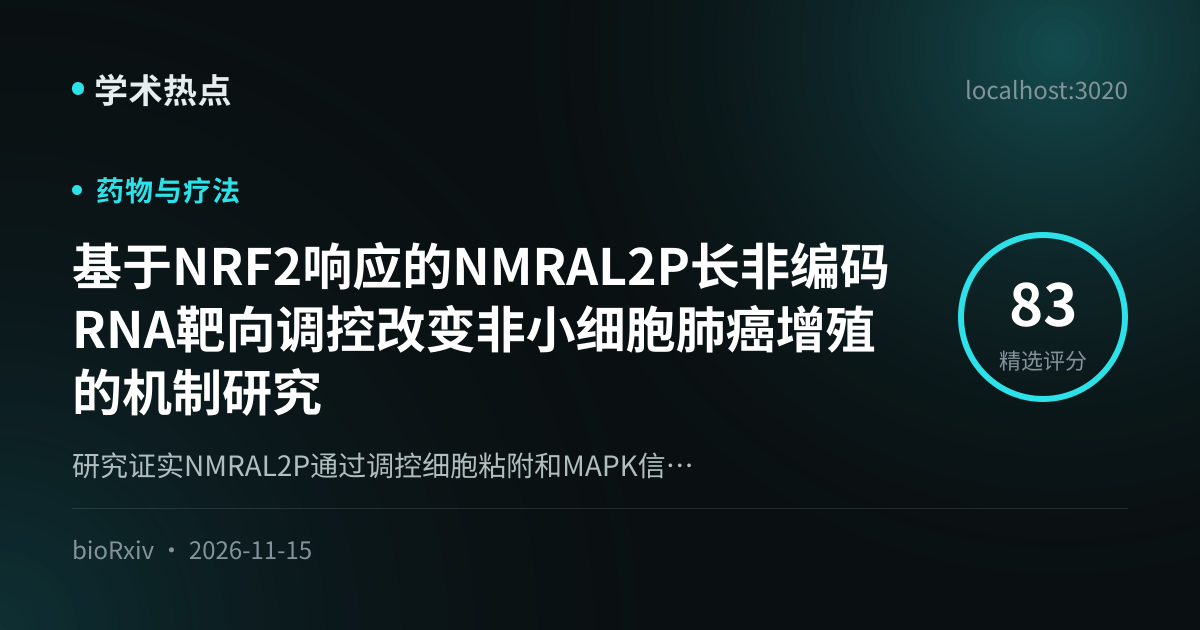 学术热点
localhost:3020
药物与疗法
基于NRF2响应的NMRAL2P长非编码
RNA靶向调控改变非小细胞肺癌增殖
的机制研究
83
精选评分
研究证实NMRAL2P通过调控细胞粘附和MAPK信…
bioRxiv · 2026-11-15